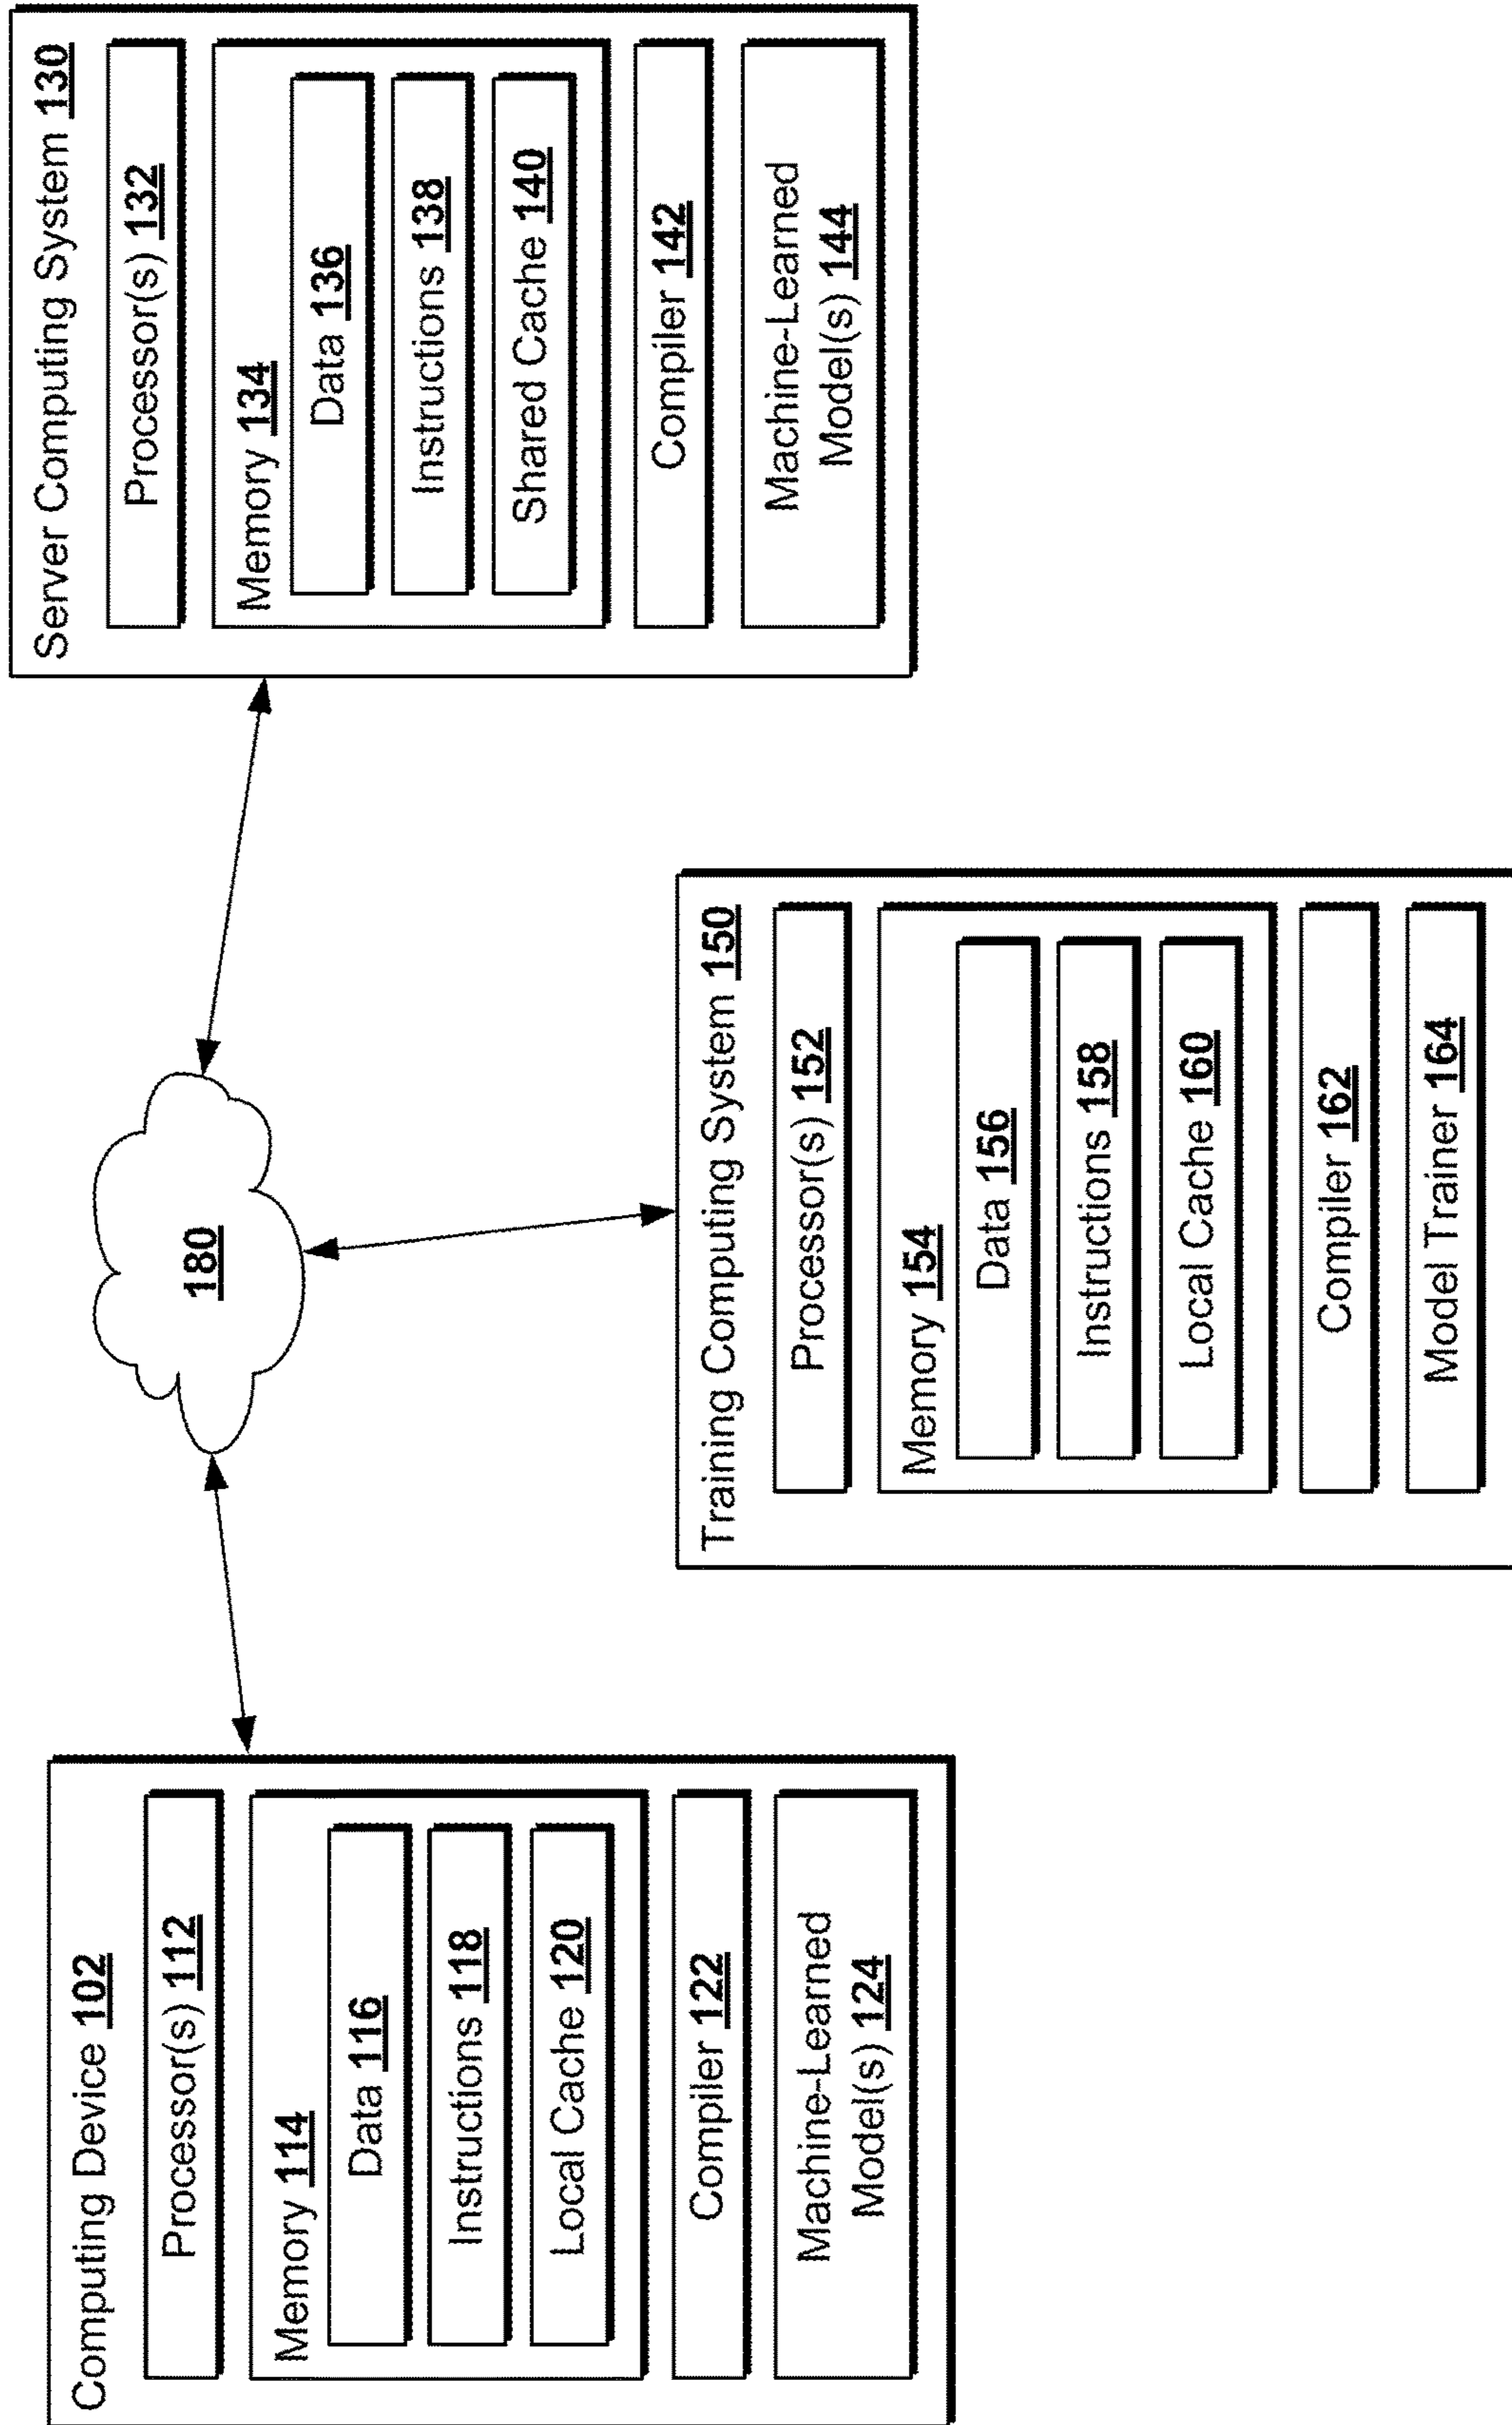 Computing Device 102
Processor(s) 112
Memory 114
Data 116
Instructions 118
Local Cache 120
Compiler 122
Machine-Learned
Model(s) 124
180
Server Computing System 130
Processor(s) 132
Memory 134
Data 136
Instructions 138
Shared Cache 140
Compiler 142
Machine-Learned
Model(s) 144
Training Computing System 150
Processor(s) 152
Memory 154
Data 156
Instructions 158
Local Cache 160
Compiler 162
Model Trainer 164